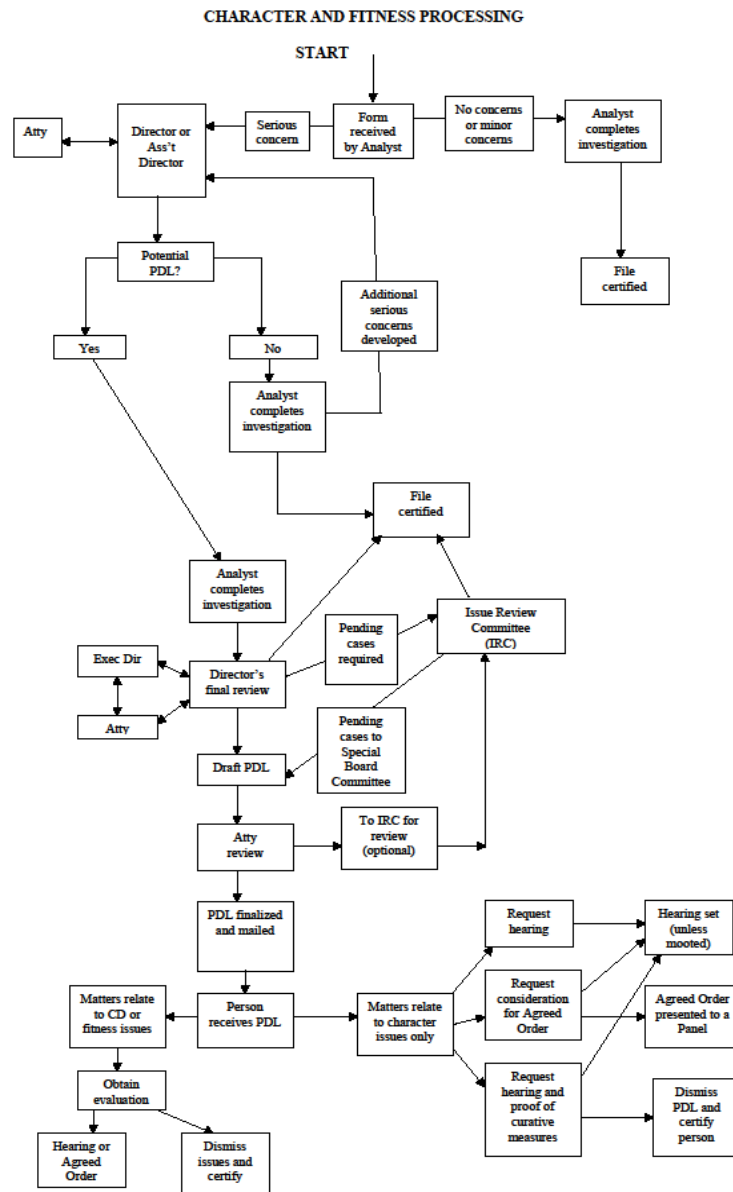 CHARACTER AND FITNESS PROCESSING
START
Atty
Director or
Ass't
Director
Serious
concern
Form
received
by Analyst
No concerns
or minor
concerns
Analyst
completes
investigation
Potential
PDL?
Additional
serious
concerns
developed
File
certified
Yes
No
Analyst
completes
investigation
File
certified
Analyst
completes
investigation
Pending
cases
required
Issue Review
Committee
(IRC)
Exec Dir
Director's
final review
Atty
Draft PDL
Pending
cases to
Special
Board
Committee
Atty
review
To IRC for
review
(optional)
PDL finalized
and mailed
Request
hearing
Hearing set
(unless
mooted)
Matters relate
to CD or
fitness issues
Person
receives PDL
Matters relate
to character
issues only
Request
consideration
for Agreed
Order
Agreed Order
presented to a
Panel
Obtain
evaluation
Request
hearing and
proof of
curative
measures
Dismiss
PDL and
certify
person
Hearing or
Agreed
Order
Dismiss
issues and
certify